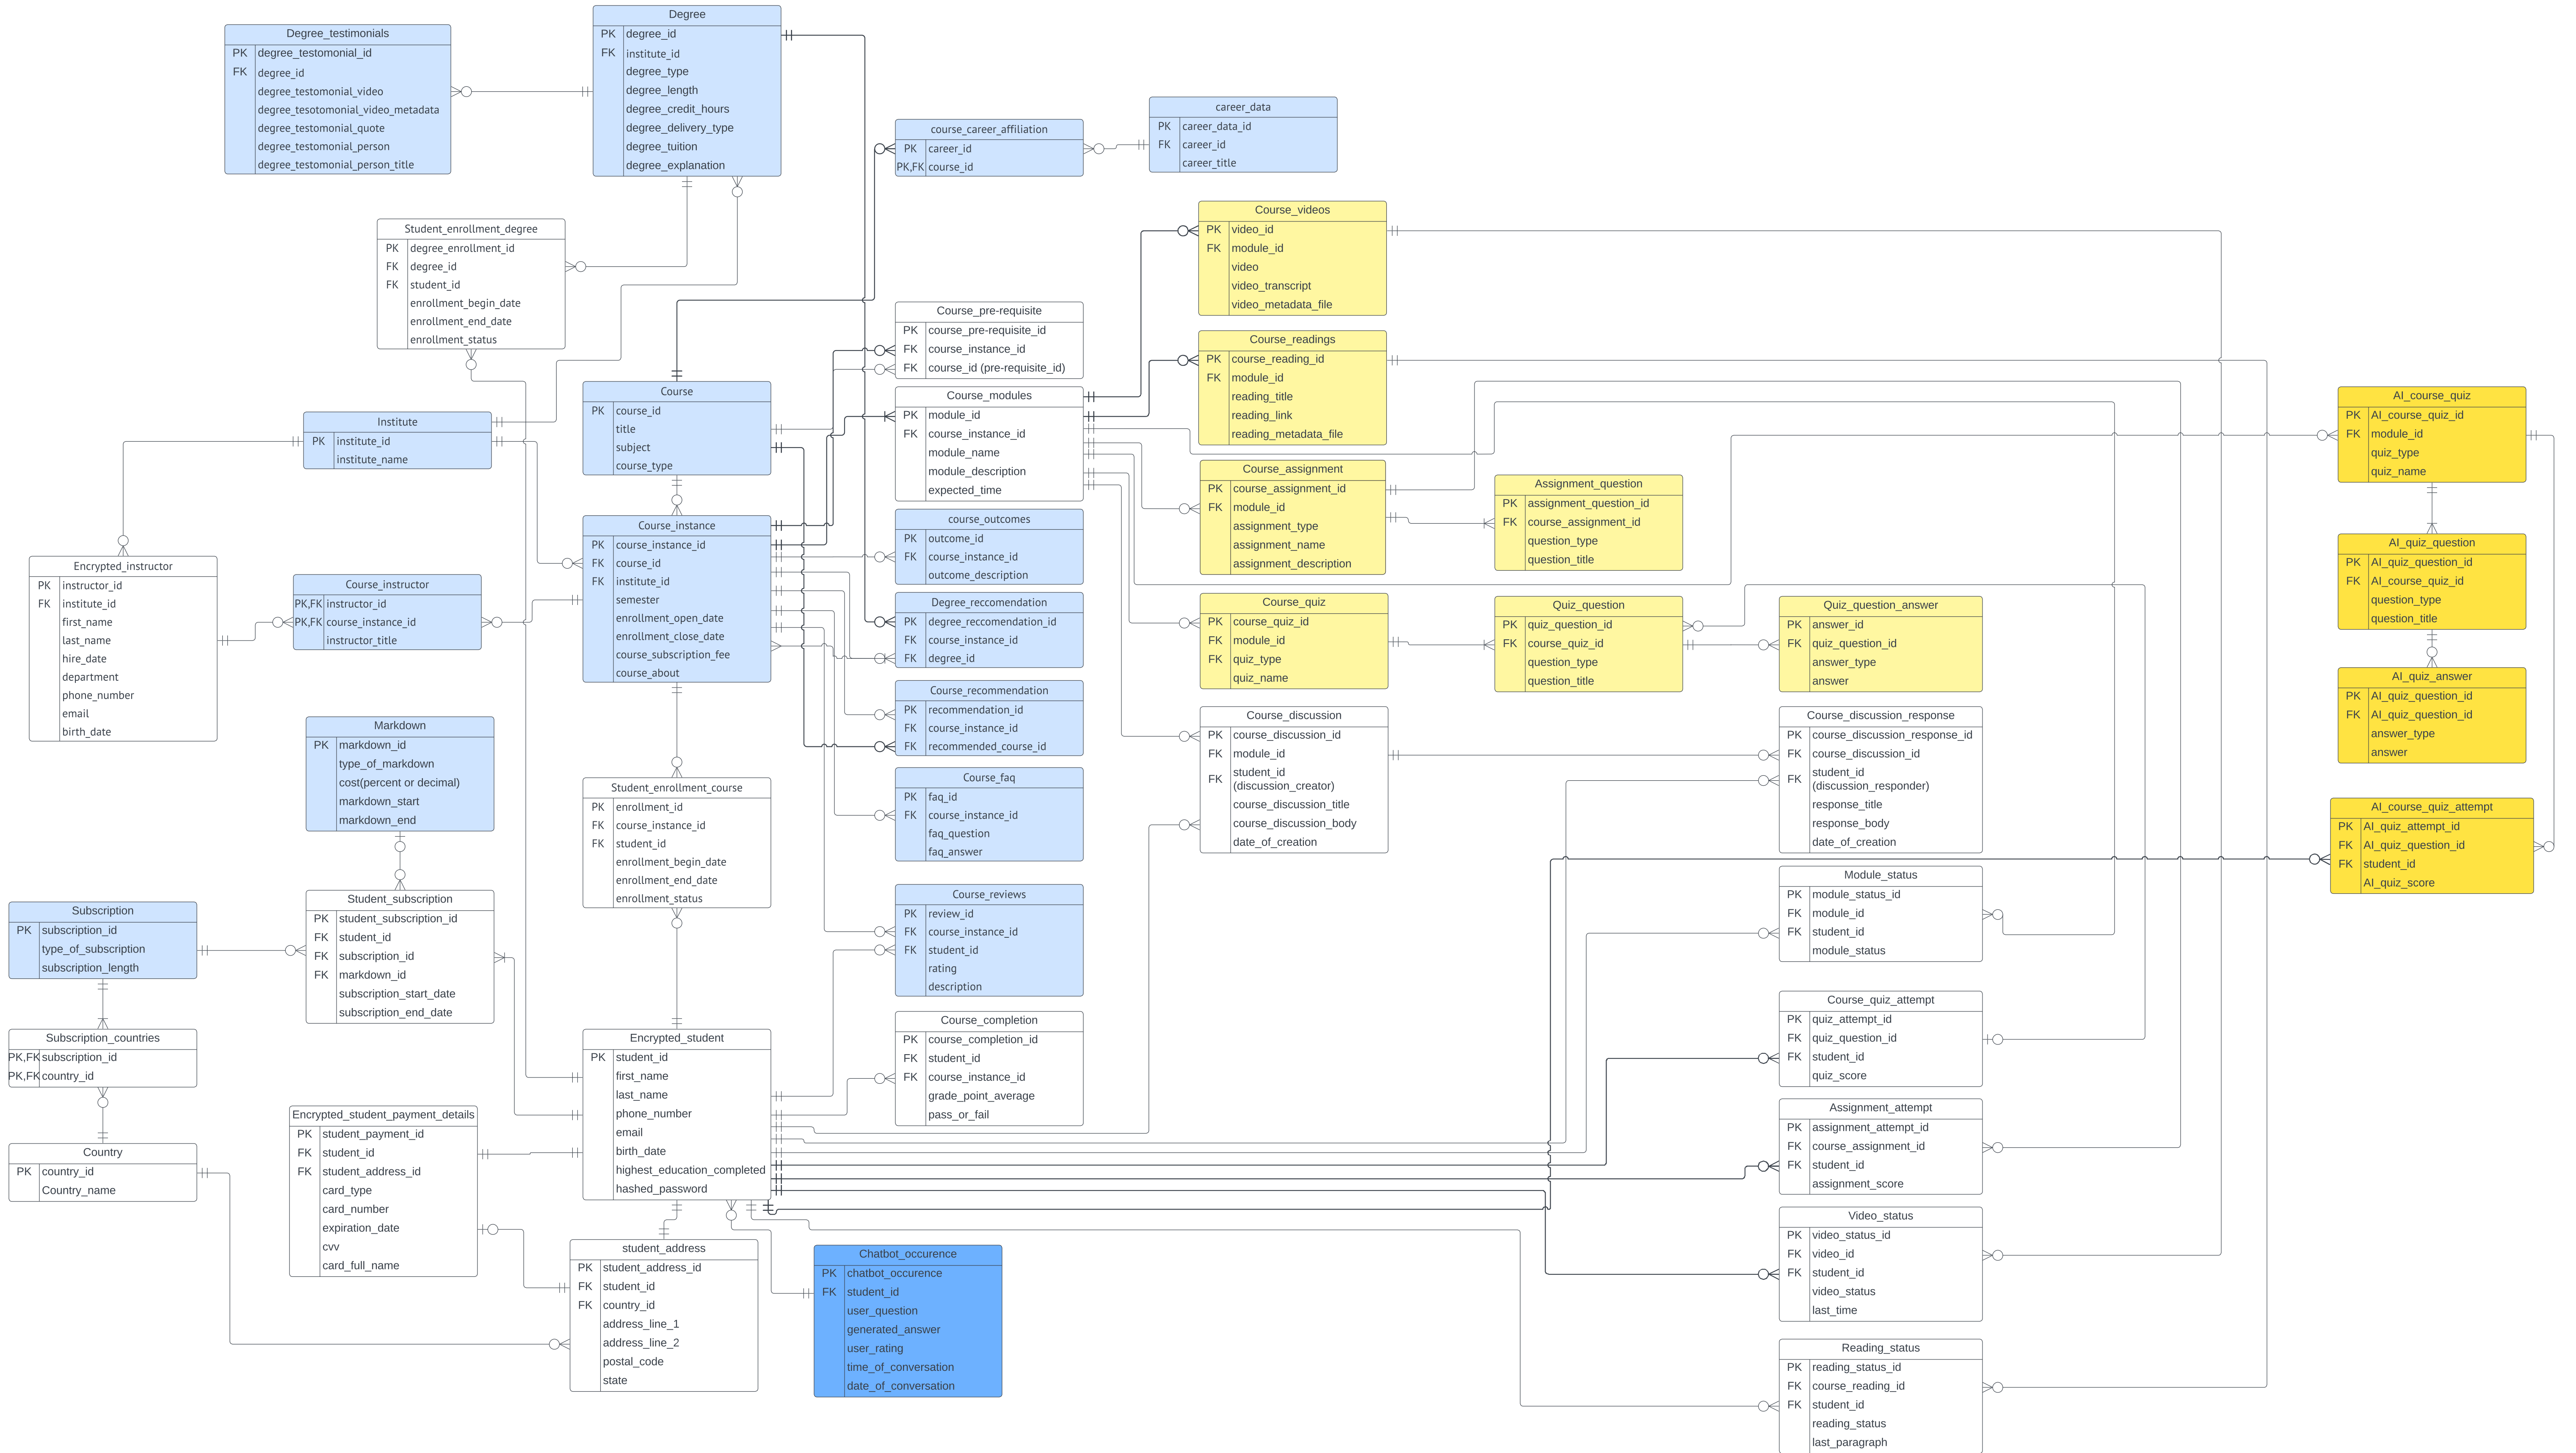 Degree_testimonials
PK degree_testomonial_id
FK degree_id
degree_testomonial_video
degree_tesotomonial_video_metadata
degree_testomonial_quote
degree_testomonial_person
degree_testomonial_person_title
Degree
PK degree_id
FK institute_id
degree_type
degree_length
degree_credit_hours
degree_delivery_type
degree_tuition
degree_explanation
course_career_affiliation
PK career_id
PK,FK course_id
career_data
PK career_data_id
FK career_id
career_title
Student_enrollment_degree
PK degree_enrollment_id
FK degree_id
FK student_id
enrollment_begin_date
enrollment_end_date
enrollment_status
Course_videos
PK video_id
FK module_id
video
video_transcript
video_metadata_file
Course_pre-requisite
PK course_pre-requisite_id
FK course_instance_id
FK course_id (pre-requisite_id)
Course_readings
PK course_reading_id
FK module_id
reading_title
reading_link
reading_metadata_file
Institute
PK institute_id
institute_name
Course
PK course_id
title
subject
course_type
Course_modules
PK module_id
FK course_instance_id
module_name
module_description
expected_time
Course_assignment
PK course_assignment_id
FK module_id
assignment_type
assignment_name
assignment_description
Assignment_question
PK assignment_question_id
FK course_assignment_id
question_type
question_title
AI_course_quiz
PK AI_course_quiz_id
FK module_id
quiz_type
quiz_name
Encrypted_instructor
PK instructor_id
FK institute_id
first_name
last_name
hire_date
department
phone_number
email
birth_date
Course_instructor
PK,FK instructor_id
PK,FK course_instance_id
instructor_title
Course_instance
PK course_instance_id
FK course_id
FK institute_id
semester
enrollment_open_date
enrollment_close_date
course_subscription_fee
course_about
course_outcomes
PK outcome_id
FK course_instance_id
outcome_description
Degree_reccomendation
PK degree_reccomendation_id
FK course_instance_id
FK degree_id
Course_quiz
PK course_quiz_id
FK module_id
FK quiz_type
quiz_name
Quiz_question
PK quiz_question_id
FK course_quiz_id
question_type
question_title
Quiz_question_answer
PK answer_id
FK quiz_question_id
answer_type
answer
AI_quiz_question
PK AI_quiz_question_id
FK AI_course_quiz_id
question_type
question_title
AI_quiz_answer
PK AI_quiz_question_id
FK AI_quiz_question_id
answer_type
answer
Markdown
PK markdown_id
type_of_markdown
cost(percent or decimal)
markdown_start
markdown_end
Course_recommendation
PK recommendation_id
FK course_instance_id
FK recommended_course_id
Course_discussion
PK course_discussion_id
FK module_id
FK student_id
(discussion_creator)
course_discussion_title
course_discussion_body
date_of_creation
Course_discussion_response
PK course_discussion_response_id
FK course_discussion_id
FK student_id
(discussion_responder)
response_title
response_body
date_of_creation
Student_enrollment_course
PK enrollment_id
FK course_instance_id
FK student_id
enrollment_begin_date
enrollment_end_date
enrollment_status
Course_faq
PK faq_id
FK course_instance_id
faq_question
faq_answer
AI_course_quiz_attempt
PK AI_quiz_attempt_id
FK AI_quiz_question_id
FK student_id
AI_quiz_score
Subscription
PK subscription_id
type_of_subscription
subscription_length
Student_subscription
PK student_subscription_id
FK student_id
FK subscription_id
FK markdown_id
subscription_start_date
subscription_end_date
Course_reviews
PK review_id
FK course_instance_id
FK student_id
rating
description
Module_status
PK module_status_id
FK module_id
FK student_id
module_status
Subscription_countries
PK,FK subscription_id
PK,FK country_id
Encrypted_student
PK student_id
first_name
last_name
phone_number
email
birth_date
highest_education_completed
hashed_password
Course_completion
PK course_completion_id
FK student_id
FK course_instance_id
grade_point_average
pass_or_fail
Course_quiz_attempt
PK quiz_attempt_id
FK quiz_question_id
FK student_id
quiz_score
Country
PK country_id
Country_name
Encrypted_student_payment_details
PK student_payment_id
FK student_id
FK student_address_id
card_type
card_number
expiration_date
cvv
card_full_name
Assignment_attempt
PK assignment_attempt_id
FK course_assignment_id
FK student_id
assignment_score
student_address
PK student_address_id
FK student_id
FK country_id
address_line_1
address_line_2
postal_code
state
Chatbot_occurence
PK chatbot_occurence
FK student_id
user_question
generated_answer
user_rating
time_of_conversation
date_of_conversation
Video_status
PK video_status_id
FK video_id
FK student_id
video_status
last_time
Reading_status
PK reading_status_id
FK course_reading_id
FK student_id
reading_status
last_paragraph